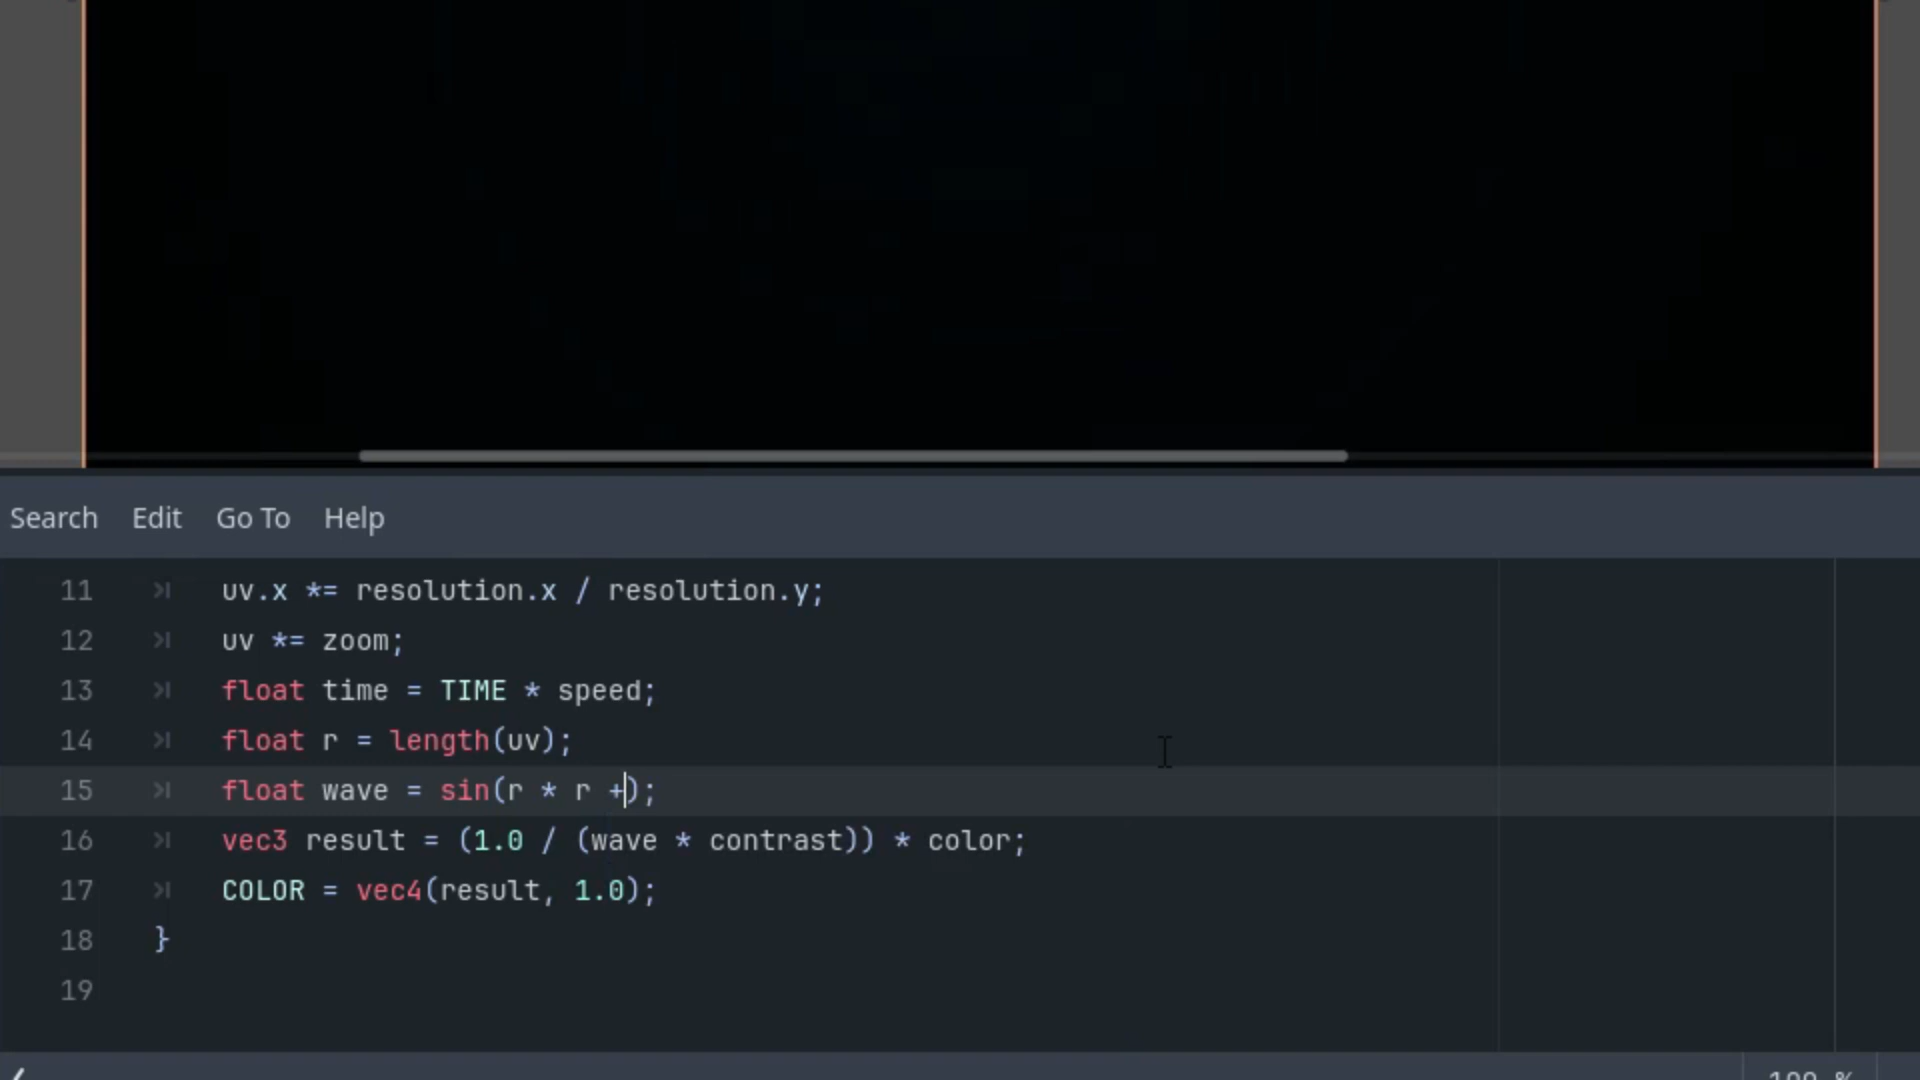 Search Edit Go To Help
11 uv.x *= resolution.x / resolution.y;
12 uv *= zoom;
13 float time = TIME * speed;
14 float r = length(uv);
15 float wave = sin(r * r +);
16 vec3 result = (1.0 / (wave * contrast)) * color;
17 COLOR = vec4(result, 1.0);
18 }
19